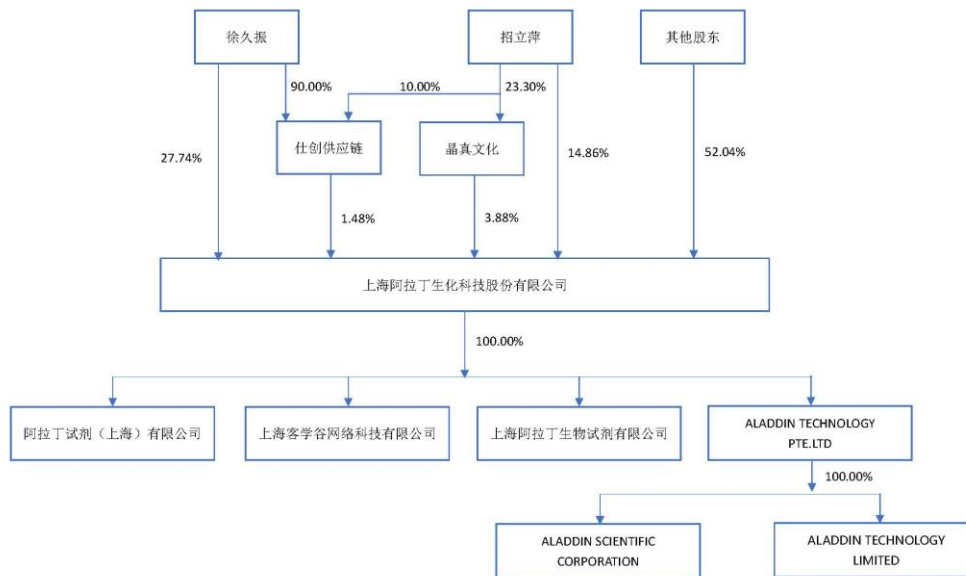 徐久振
招立萍
其他股东
90.00%
10.00%
23.30%
仕创供应链
晶真文化
27.74%
14.86%
52.04%
1.48%
3.88%
上海阿拉丁生化科技股份有限公司
100.00%
阿拉丁试剂（上海）有限公司
上海客学谷网络科技有限公司
上海阿拉丁生物试剂有限公司
ALADDIN TECHNOLOGY
PTE.LTD
100.00%
ALADDIN SCIENTIFIC
CORPORATION
ALADDIN TECHNOLOGY
LIMITED